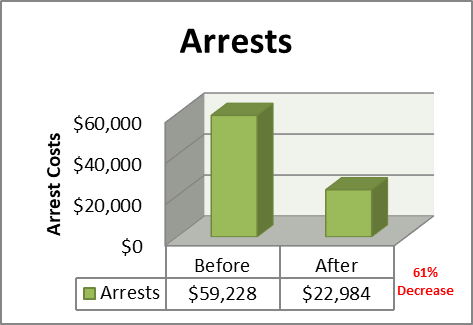 Arrests
Arrest Costs
$60,000
$40,000
$20,000
$0
Before After
Arrests $59,228 $22,984
61%
Decrease